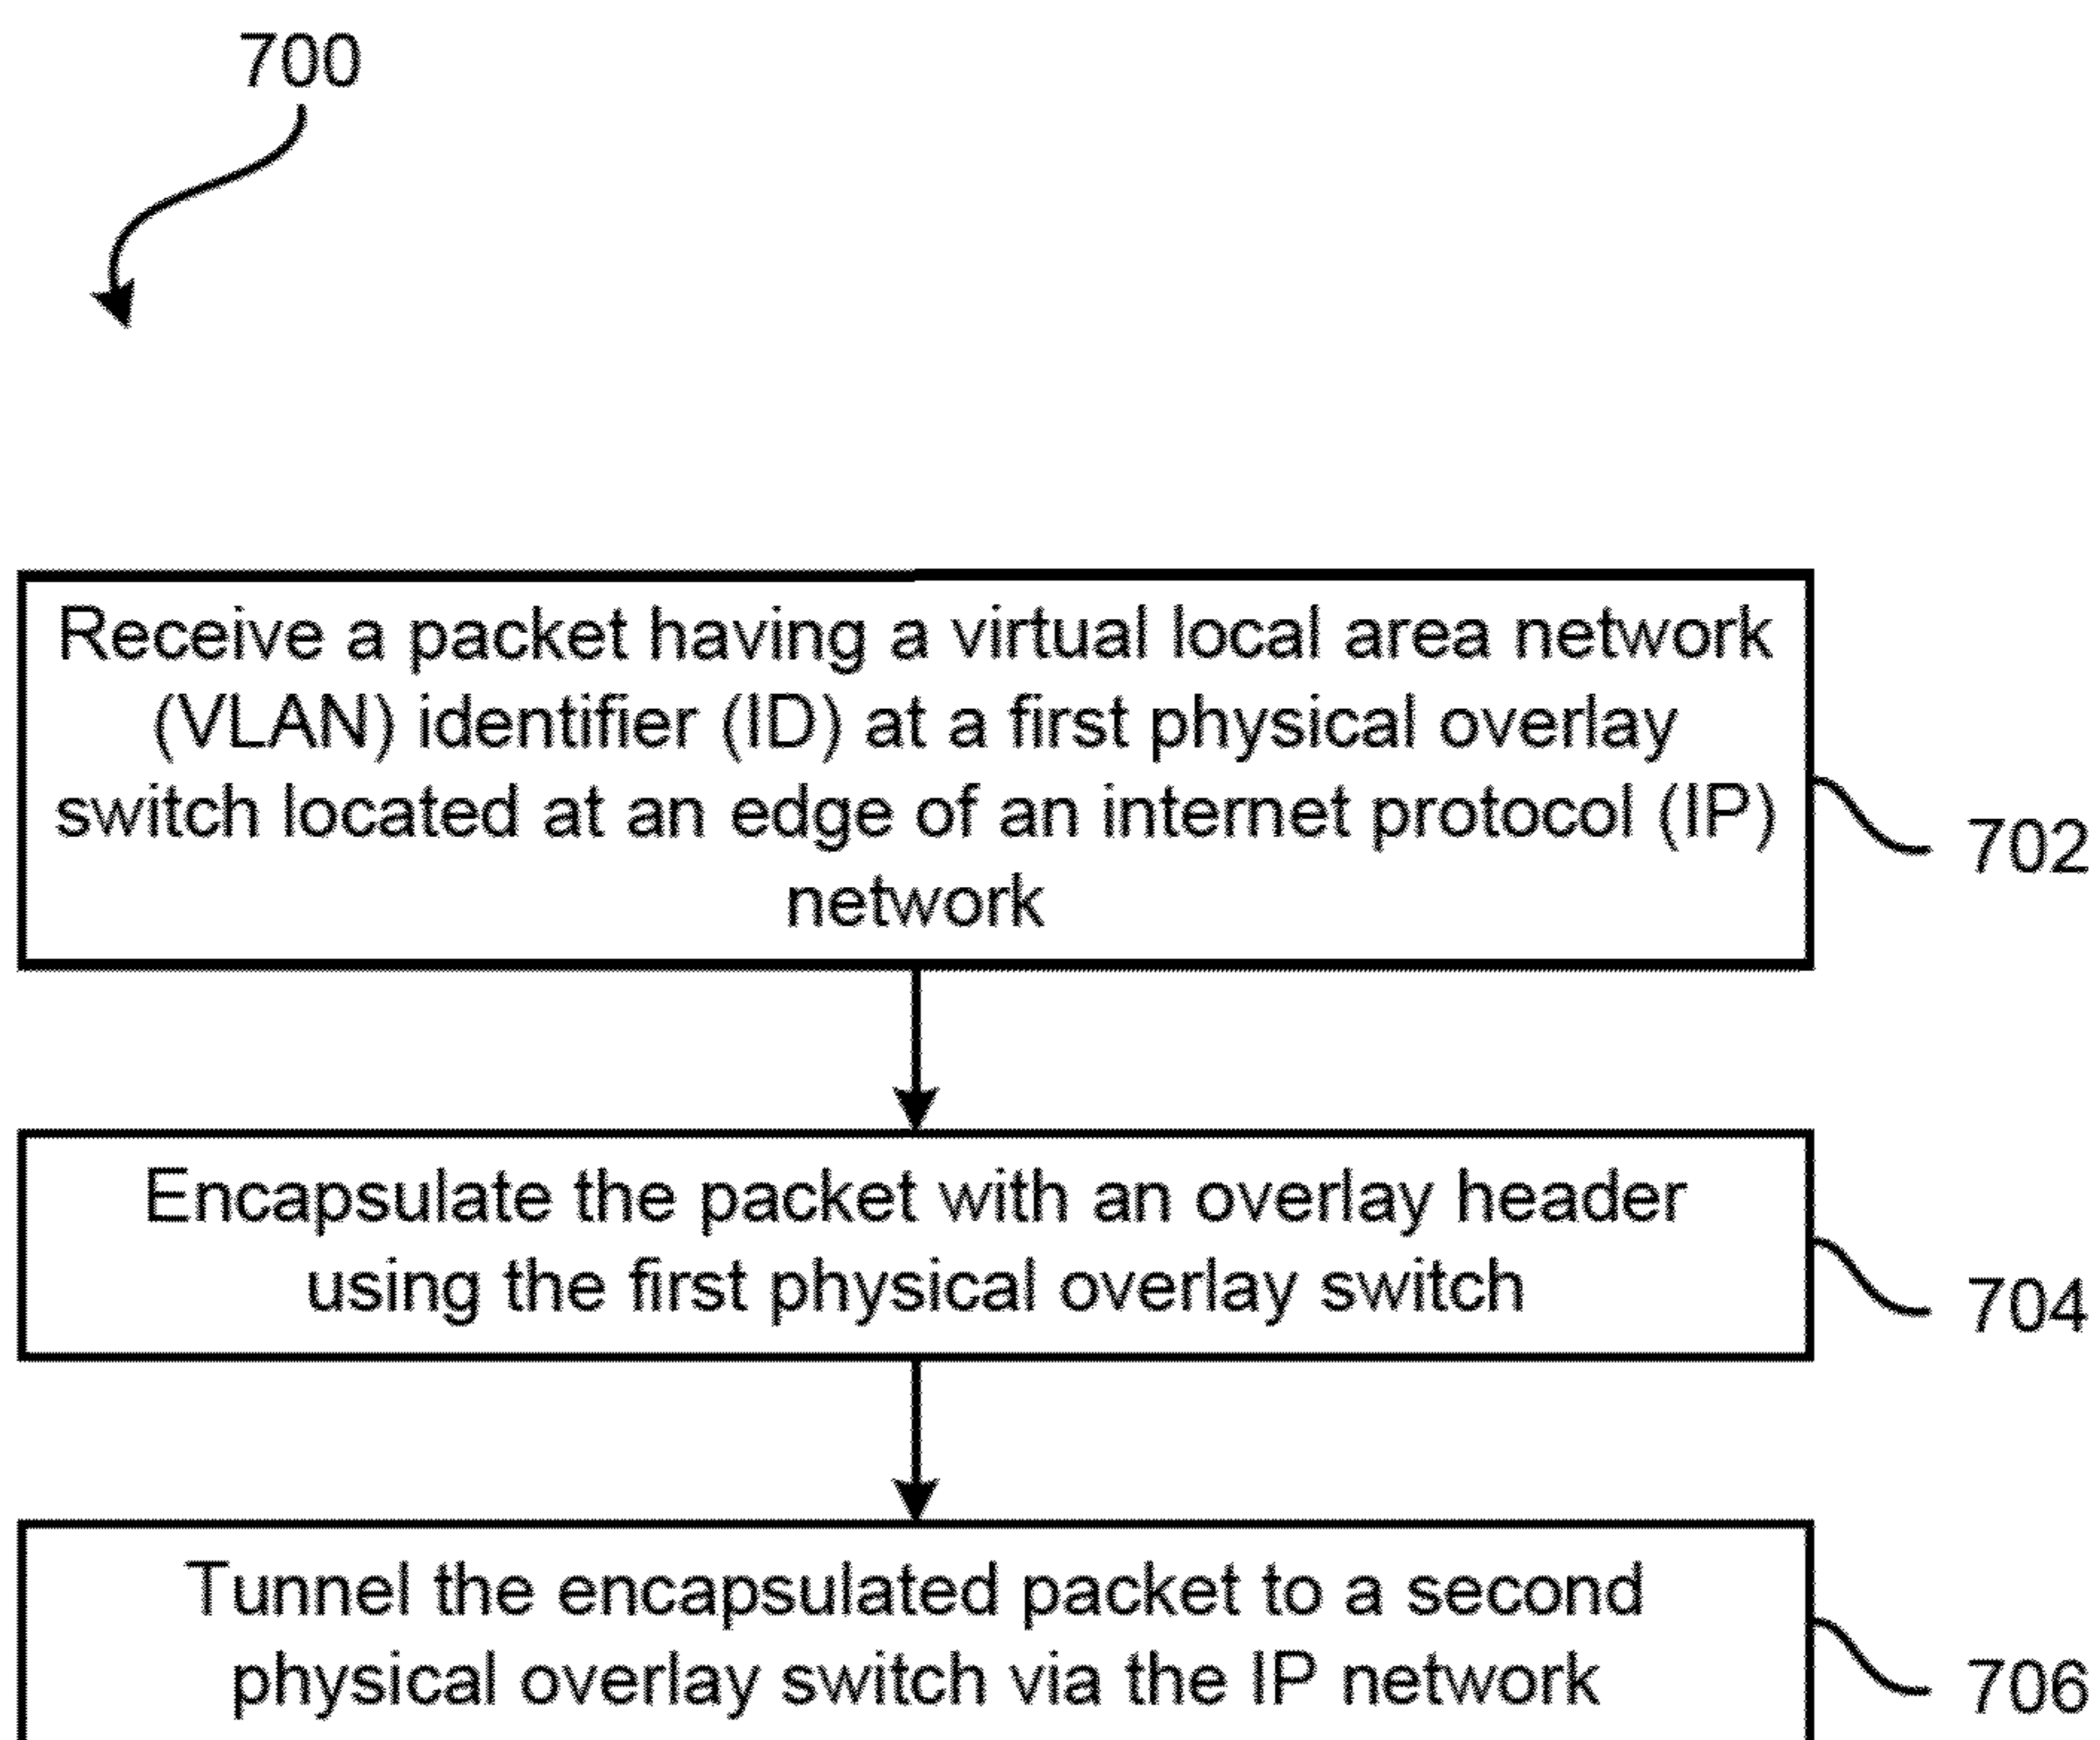 700
Receive a packet having a virtual local area network
(VLAN) identifier (ID) at a first physical overlay
switch located at an edge of an internet protocol (IP)
network
702
Encapsulate the packet with an overlay header
using the first physical overlay switch
704
Tunnel the encapsulated packet to a second
physical overlay switch via the IP network
706